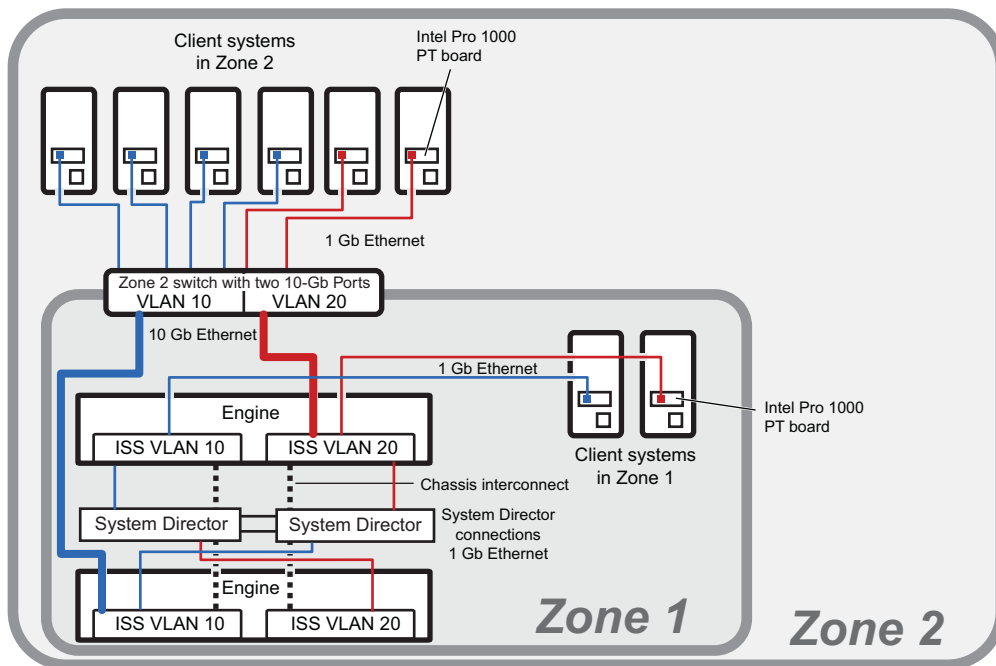 Client systems
in Zone 2
Intel Pro 1000
PT board
1 Gb Ethernet
Zone 2 switch with two 10-Gb Ports
VLAN 10
VLAN 20
10 Gb Ethernet
1 Gb Ethernet
Engine
ISS VLAN 10
ISS VLAN 20
Intel Pro 1000
PT board
Client systems
in Zone 1
Chassis interconnect
System Director
System Director
System Director
connections
1 Gb Ethernet
Engine
ISS VLAN 10
ISS VLAN 20
Zone 1
Zone 2